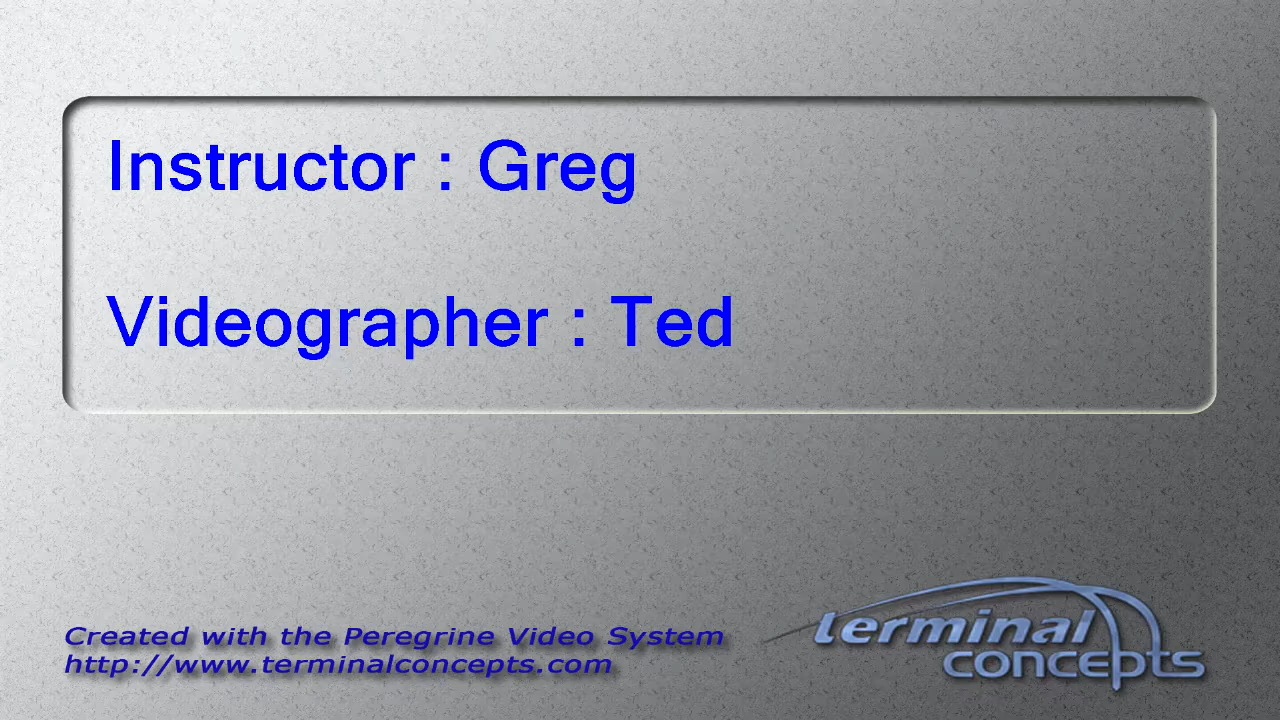 Instructor : Greg
Videographer : Ted
Created with the Peregrine Video System
http://www.terminalconcepts.com
terminal
concepts